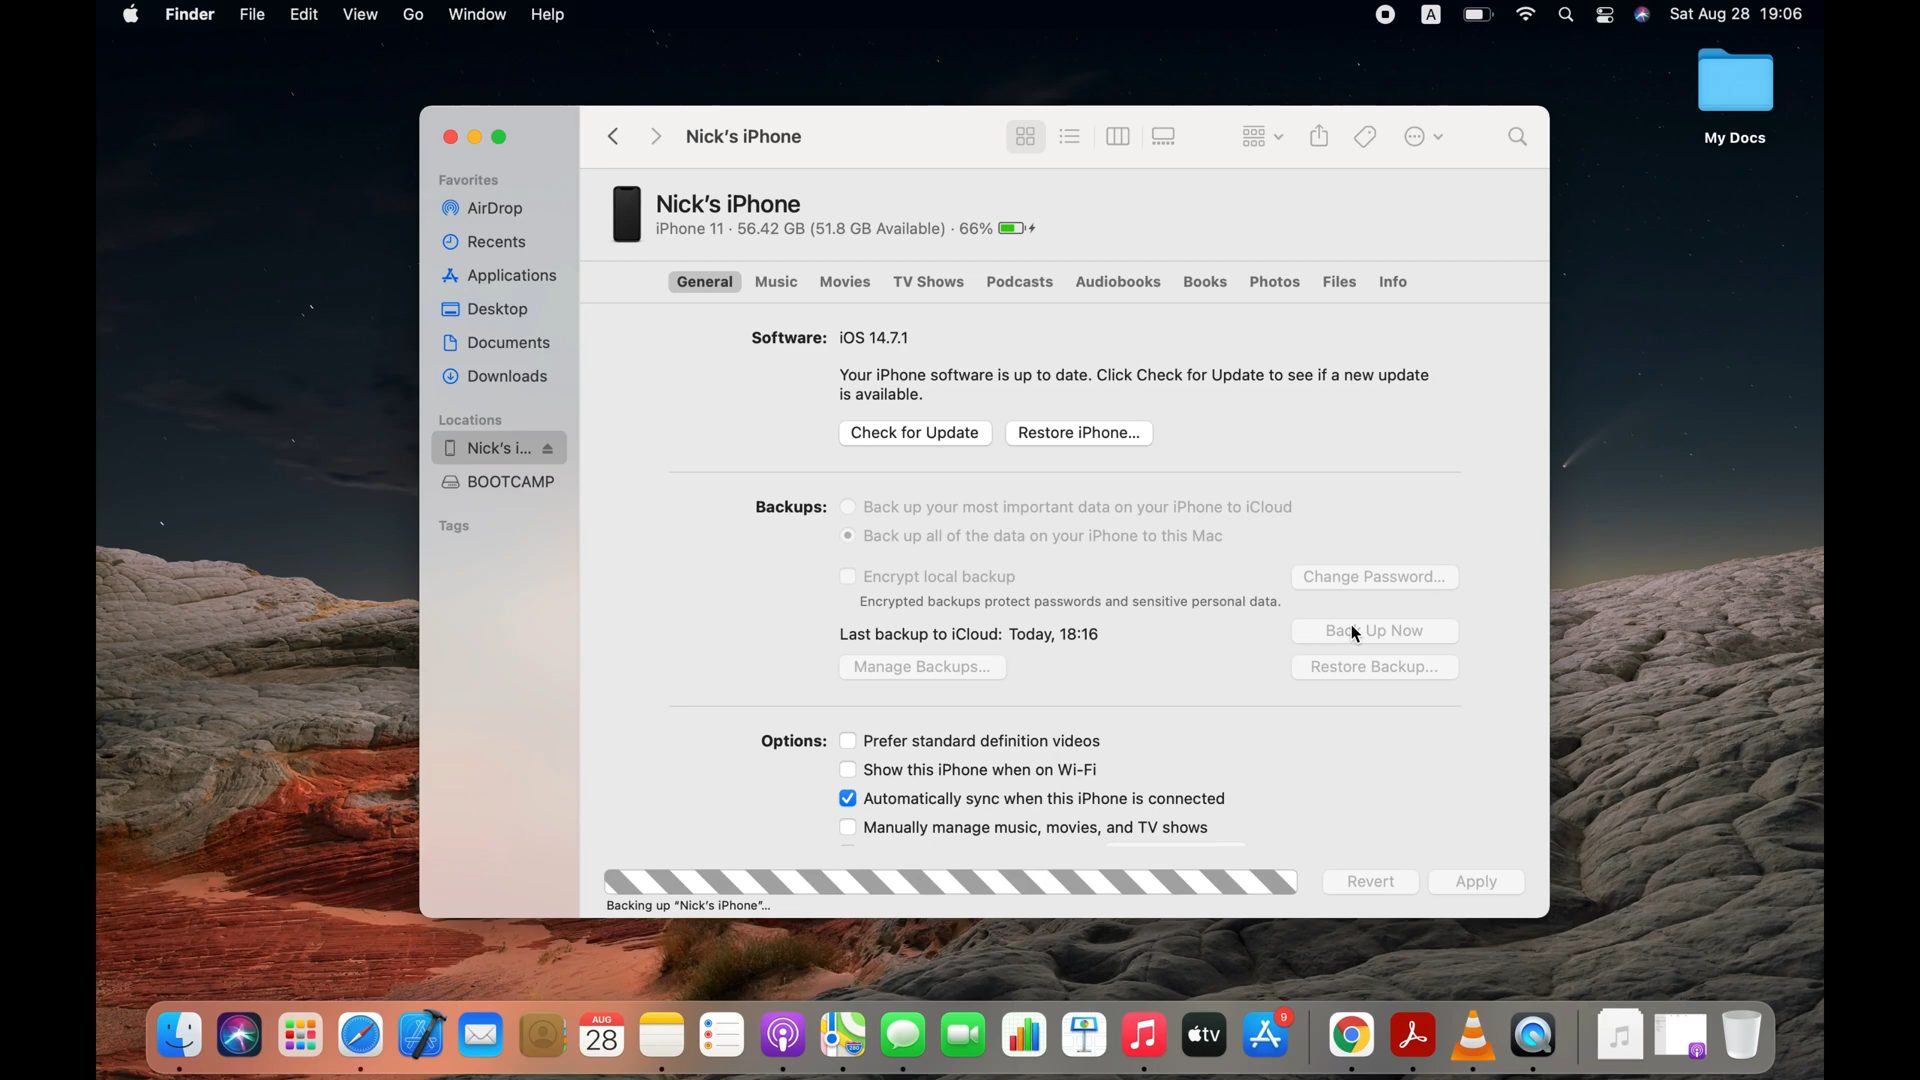 Finder File Edit View Go Window Help
A
Sat Aug 28 19:06
My Docs
Nick's iPhone
Favorites
AirDrop
Recents
Applications
Desktop
Documents
Downloads
Locations
Nick's i...
BOOTCAMP
Tags
Nick's iPhone
iPhone 11 · 56.42 GB (51.8 GB Available) · 66%
General Music Movies TV Shows Podcasts Audiobooks Books Photos Files Info
Software: iOS 14.7.1
Your iPhone software is up to date. Click Check for Update to see if a new update
is available.
Check for Update Restore iPhone...
Backups: Back up your most important data on your iPhone to iCloud
Back up all of the data on your iPhone to this Mac
Encrypt local backup Change Password...
Encrypted backups protect passwords and sensitive personal data.
Last backup to iCloud: Today, 18:16 Back Up Now
Manage Backups... Restore Backup...
Options: Prefer standard definition videos
Show this iPhone when on Wi-Fi
Automatically sync when this iPhone is connected
Manually manage music, movies, and TV shows
Revert Apply
Backing up "Nick's iPhone"...
AUG
28
280
tv
9